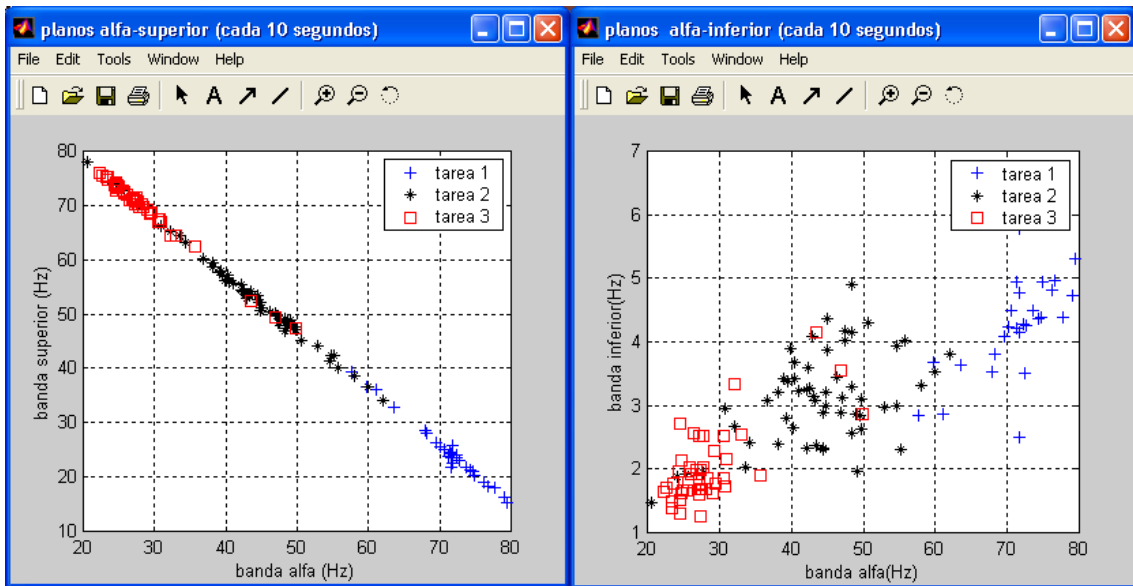 planos alfa-superior (cada 10 segundos)
File Edit Tools Window Help
A
80
70
60
50
40
30
20
10
banda superior (Hz)
tarea 1
tarea 2
tarea 3
20 30 40 50 60 70 80
banda alfa (Hz)
planos alfa-inferior (cada 10 segundos)
File Edit Tools Window Help
A
7
6
5
4
3
2
1
banda inferior(Hz)
tarea 1
tarea 2
tarea 3
20 30 40 50 60 70 80
banda alfa(Hz)